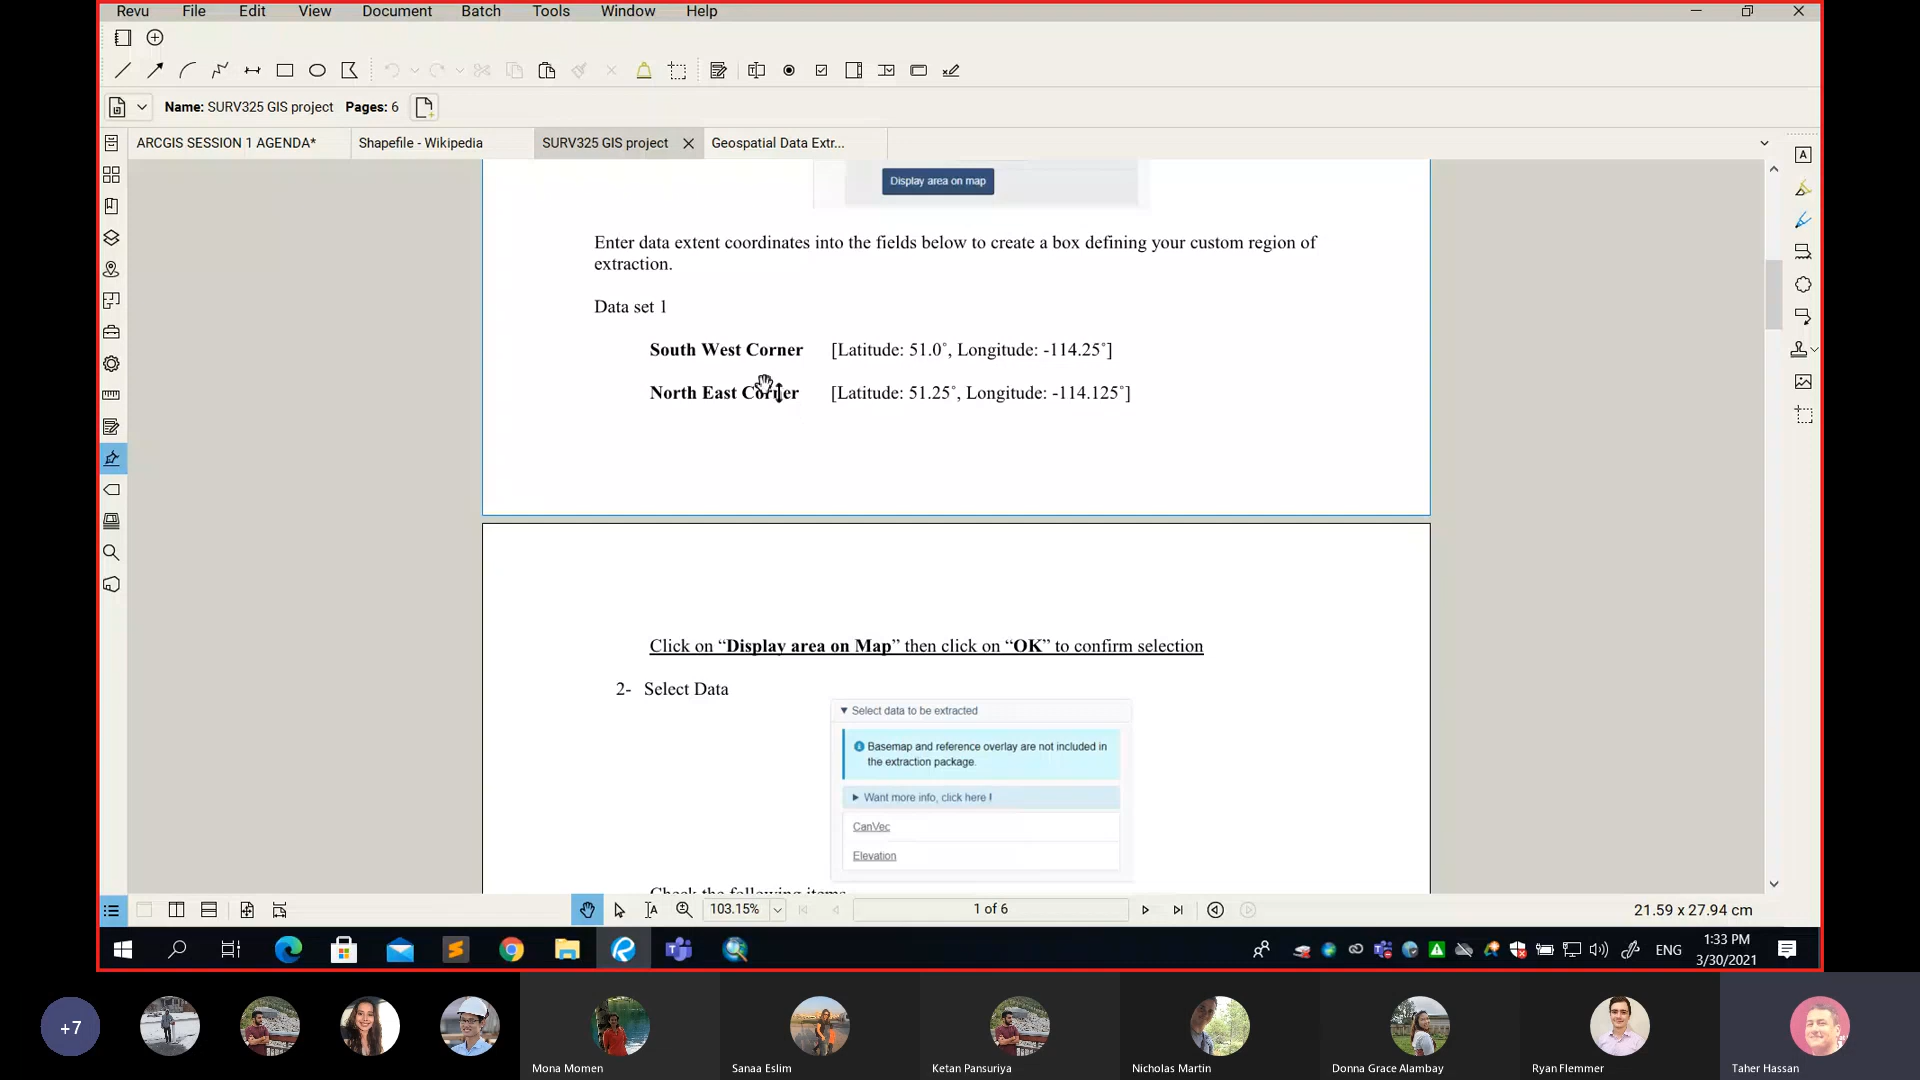 Revu File Edit View Document Batch Tools Window Help
Name: SURV325 GIS project Pages: 6
ARCGIS SESSION 1 AGENDA* Shapefile - Wikipedia SURV325 GIS project Geospatial Data Extr...
Display area on map
Enter data extent coordinates into the fields below to create a box defining your custom region of
extraction.
Data set 1
South West Corner [Latitude: 51.0˚, Longitude: -114.25˚]
North East Corner [Latitude: 51.25˚, Longitude: -114.125˚]
Click on “Display area on Map” then click on “OK” to confirm selection
2- Select Data
Select data to be extracted
Basemap and reference overlay are not included in
the extraction package.
Want more info, click here !
CanVec
Elevation
Check the following items
103.15% 1 of 6 21.59 x 27.94 cm
ENG
1:33 PM
3/30/2021
+7
Mona Momen Sanaa Eslim Ketan Pansuriya Nicholas Martin Donna Grace Alambay Ryan Flemmer Taher Hassan